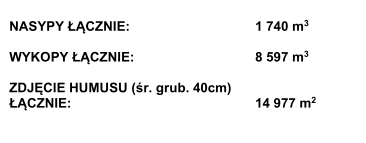 NASYPY ŁĄCZNIE: 1 740 m³
WYKOPY ŁĄCZNIE: 8 597 m³
ZDJĘCIE HUMUSU (śr. grub. 40cm)
ŁĄCZNIE: 14 977 m²